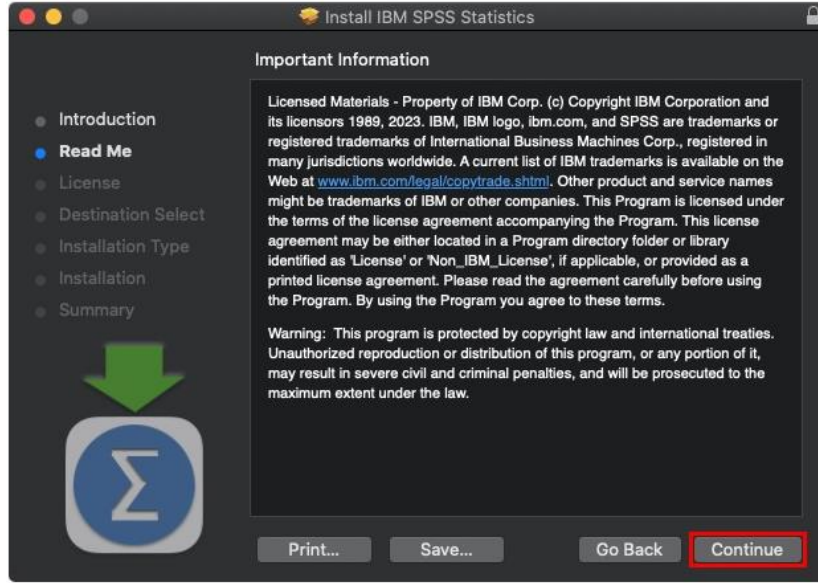 Install IBM SPSS Statistics
Important Information
Introduction
Read Me
License
Destination Select
Installation Type
Installation
Summary
Licensed Materials - Property of IBM Corp. (c) Copyright IBM Corporation and
its licensors 1989, 2023. IBM, IBM logo, ibm.com, and SPSS are trademarks or
registered trademarks of International Business Machines Corp., registered in
many jurisdictions worldwide. A current list of IBM trademarks is available on the
Web at www.ibm.com/legal/copytrade.shtml. Other product and service names
might be trademarks of IBM or other companies. This Program is licensed under
the terms of the license agreement accompanying the Program. This license
agreement may be either located in a Program directory folder or library
identified as 'License' or 'Non_IBM_License', if applicable, or provided as a
printed license agreement. Please read the agreement carefully before using
the Program. By using the Program you agree to these terms.
Warning: This program is protected by copyright law and international treaties.
Unauthorized reproduction or distribution of this program, or any portion of it,
may result in severe civil and criminal penalties, and will be prosecuted to the
maximum extent under the law.
Σ
Print... Save... Go Back Continue